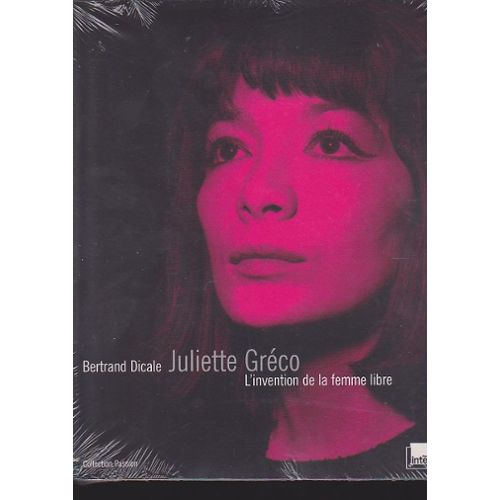 Bertrand Dicale Juliette Gréco
L'invention de la femme libre
Collection Passion